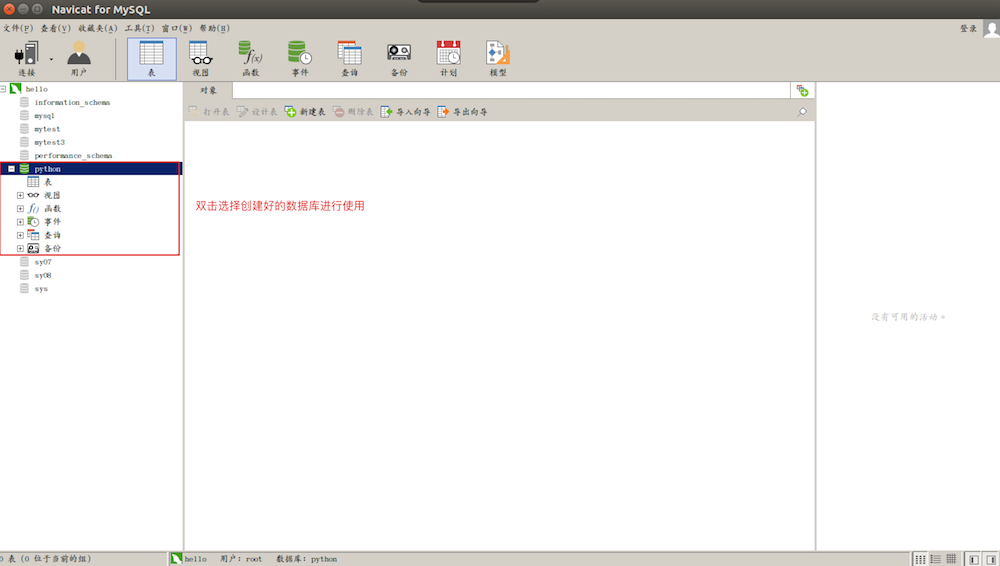 Navicat for MySQL
文件(F) 查看(V) 收藏夹(A) 工具(T) 窗口(W) 帮助(H) 登录
连接 用户 表 视图 函数 事件 查询 备份 计划 模型
对象
打开表 设计表 新建表 删除表 导入向导 导出向导
hello
information_schema
mysql
mytest
mytest3
performance_schema
python
表
视图
函数
事件
查询
备份
sy07
sy08
sys
双击选择创建好的数据库进行使用
没有可用的活动。
0 表 (0 位于当前的组) hello 用户: root 数据库: python